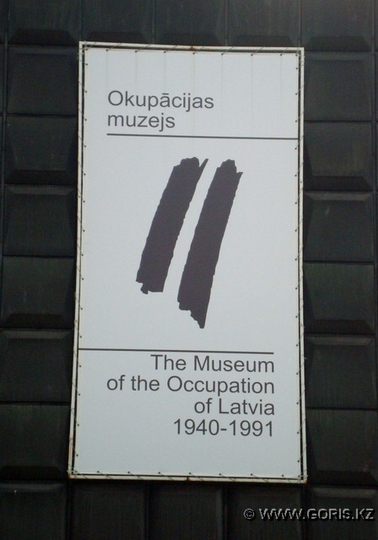 Okupācijas
muzejs
The Museum
of the Occupation
of Latvia
1940-1991
© WWW.GORIS.KZ